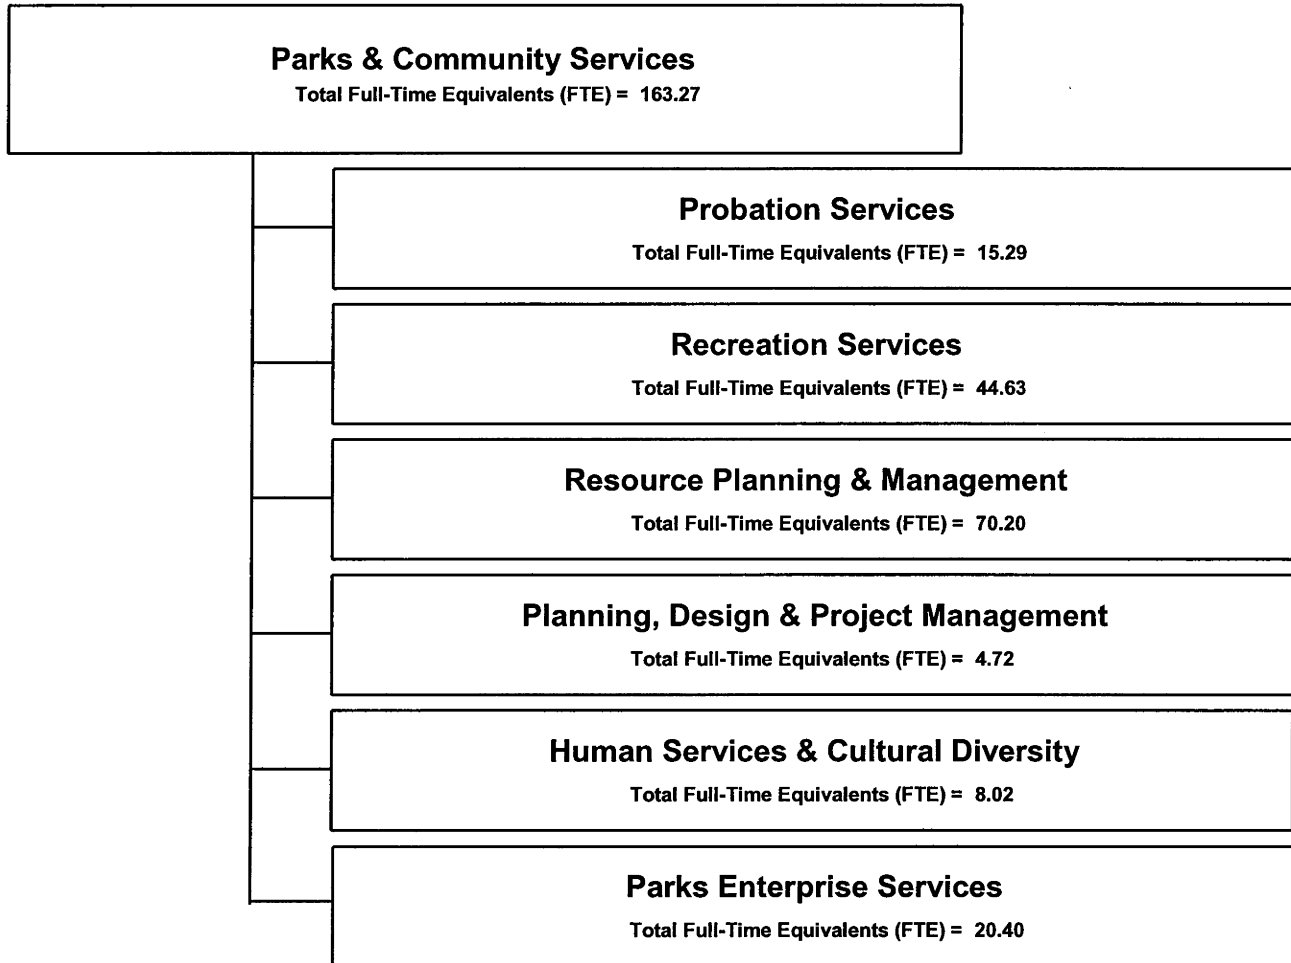 Parks & Community Services
Total Full-Time Equivalents (FTE) = 163.27
Probation Services
Total Full-Time Equivalents (FTE) = 15.29
Recreation Services
Total Full-Time Equivalents (FTE) = 44.63
Resource Planning & Management
Total Full-Time Equivalents (FTE) = 70.20
Planning, Design & Project Management
Total Full-Time Equivalents (FTE) = 4.72
Human Services & Cultural Diversity
Total Full-Time Equivalents (FTE) = 8.02
Parks Enterprise Services
Total Full-Time Equivalents (FTE) = 20.40